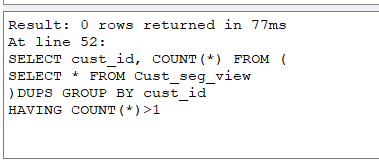 Result: 0 rows returned in 77ms
At line 52:
SELECT cust_id, COUNT(*) FROM (
SELECT * FROM Cust_seg_view
)DUPS GROUP BY cust_id
HAVING COUNT(*)>1